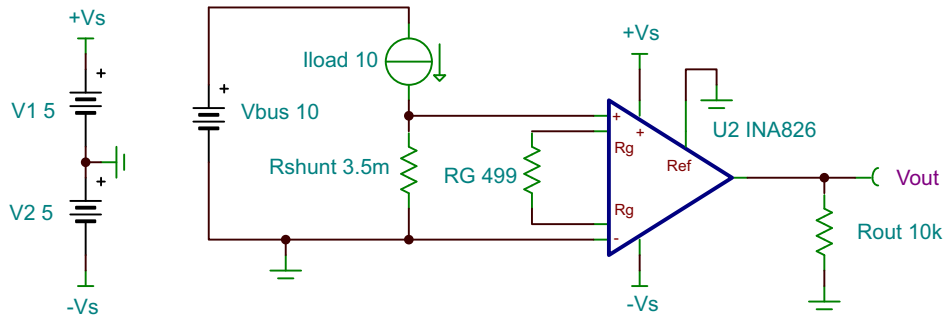 +Vs
V1 5
V2 5
-Vs
+
+
+
Vbus 10
Iload 10
Rshunt 3.5m
RG 499
+Vs
+
+
Rg
Rg
-
Ref
U2 INA826
-Vs
Vout
Rout 10k